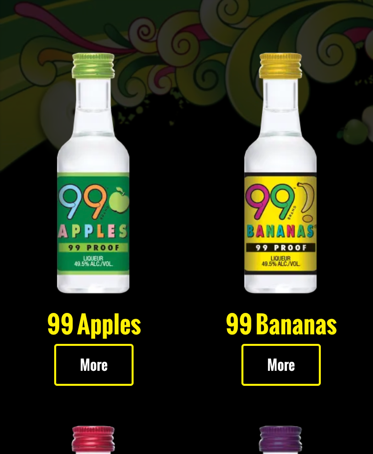 99
APPLES
99 PROOF
LIQUEUR
49.5% ALC./VOL.
99
BANANAS
99 PROOF
LIQUEUR
49.5% ALC./VOL.
99 Apples
99 Bananas
More
More